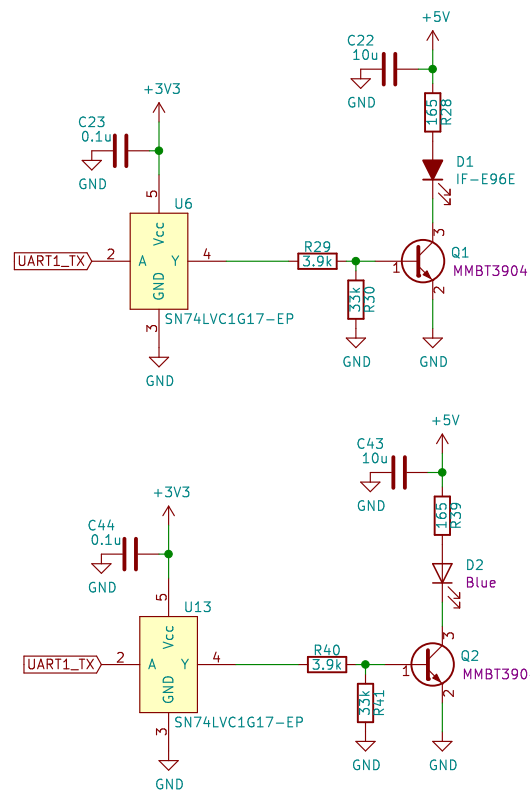 +5V
C22
10u
GND
165
R28
+3V3
C23
0.1u
GND
D1
IF-E96E
5
U6
3
Vcc
UART1_TX
2
A
Y
4
R29
3.9k
1
Q1
MMBT3904
GND
33k
R30
2
3
SN74LVC1G17-EP
GND
GND
GND
+5V
C43
10u
GND
165
R39
+3V3
C44
0.1u
GND
D2
Blue
5
U13
3
Vcc
UART1_TX
2
A
Y
4
R40
3.9k
1
Q2
MMBT390
GND
33k
R41
2
3
SN74LVC1G17-EP
GND
GND
GND